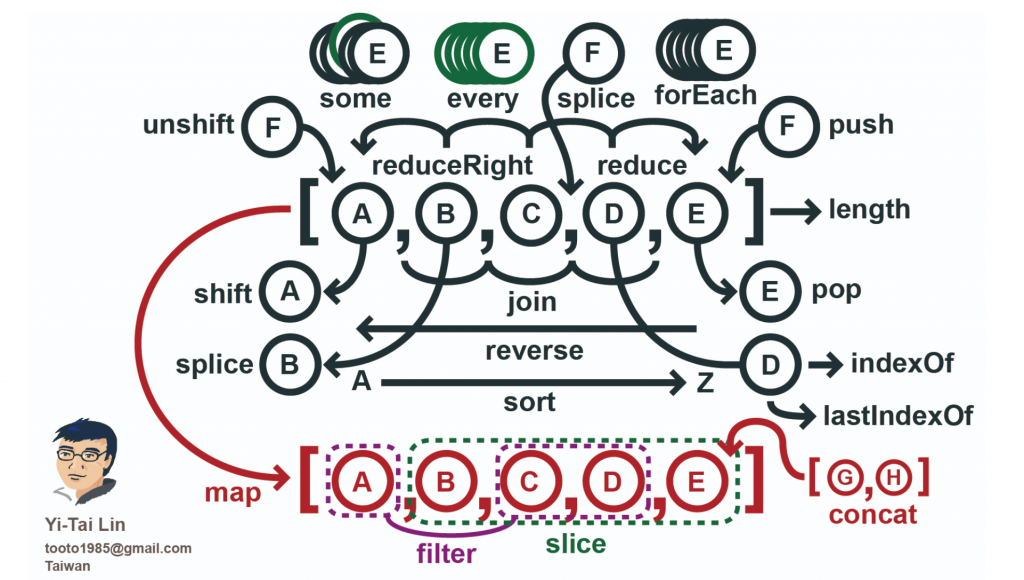 E E F E
some every splice forEach
unshift F F push
reduceRight reduce
[ A , B , C , D , E ] length
shift A E pop
join
reverse
splice B D indexOf
A Z
sort
lastIndexOf
map [ A , B , C , D , E ] [ G , H ]
concat
filter slice
Yi-Tai Lin
tooto1985@gmail.com
Taiwan